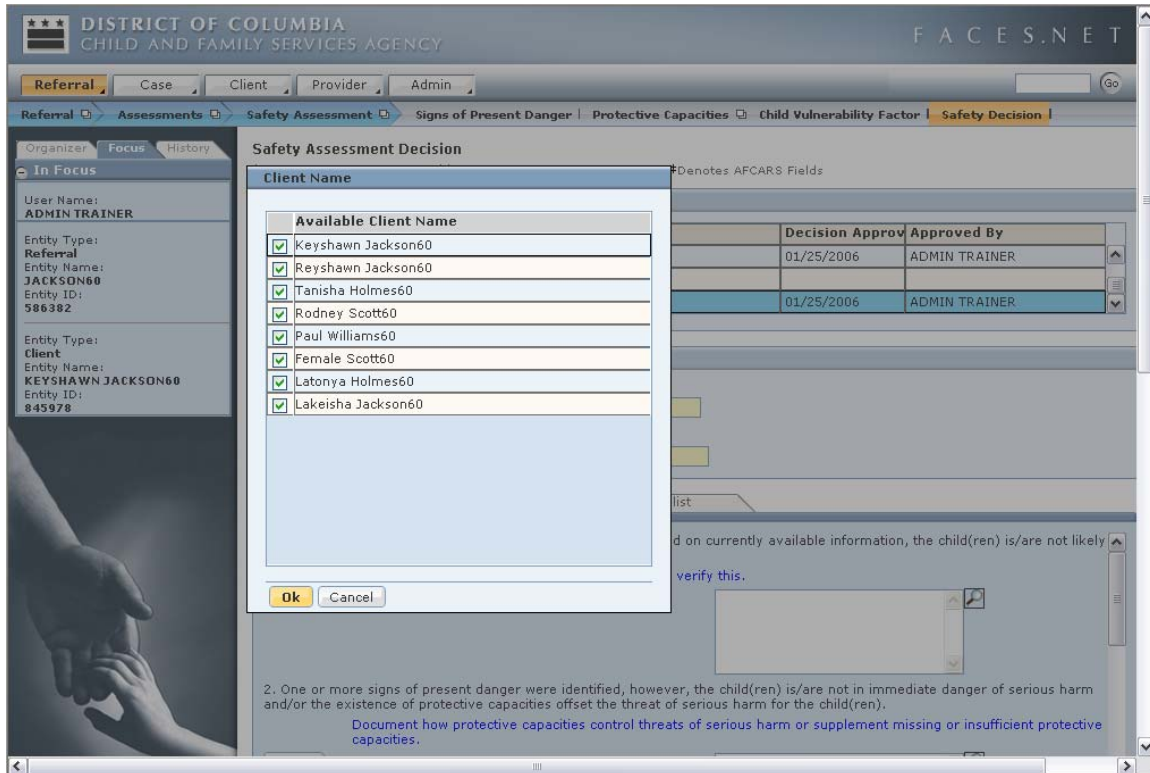 DISTRICT OF COLUMBIA
CHILD AND FAMILY SERVICES AGENCY
FACES.NET
Referral Case Client Provider Admin Go
Referral Assessments Safety Assessment Signs of Present Danger | Protective Capacities Child Vulnerability Factor | Safety Decision |
Organizer Focus History
In Focus
User Name:
ADMIN TRAINER
Entity Type:
Referral
Entity Name:
JACKSON60
Entity ID:
586382
Entity Type:
Client
Entity Name:
KEYSHAWN JACKSON60
Entity ID:
845978
Safety Assessment Decision
‡Denotes AFCARS Fields
Client Name
Available Client Name
Keyshawn Jackson60
Reyshawn Jackson60
Tanisha Holmes60
Rodney Scott60
Paul Williams60
Female Scott60
Latonya Holmes60
Lakeisha Jackson60
Ok Cancel
Decision Approv Approved By
01/25/2006 ADMIN TRAINER
01/25/2006 ADMIN TRAINER
list
d on currently available information, the child(ren) is/are not likely
verify this.
2. One or more signs of present danger were identified, however, the child(ren) is/are not in immediate danger of serious harm
and/or the existence of protective capacities offset the threat of serious harm for the child(ren).
Document how protective capacities control threats of serious harm or supplement missing or insufficient protective
capacities.